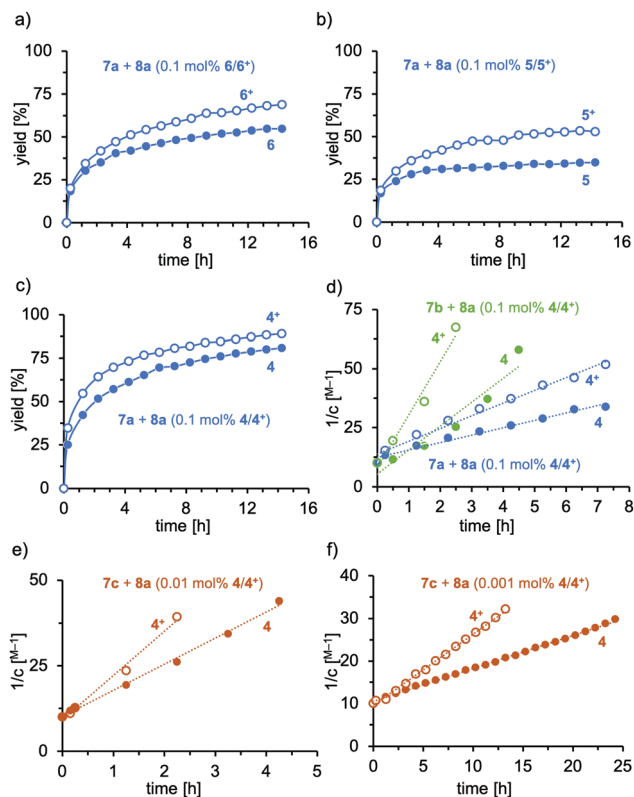 a)
7a + 8a (0.1 mol% 6/6⁺)
6⁺
6
yield [%]
100
75
50
25
0
0 4 8 12 16
time [h]
b)
7a + 8a (0.1 mol% 5/5⁺)
5⁺
5
yield [%]
100
75
50
25
0
0 4 8 12 16
time [h]
c)
4⁺
4
7a + 8a (0.1 mol% 4/4⁺)
yield [%]
100
75
50
25
0
0 4 8 12 16
time [h]
d)
7b + 8a (0.1 mol% 4/4⁺)
4⁺
4
4⁺
4
7a + 8a (0.1 mol% 4/4⁺)
1/c [M–1]
75
50
25
0
0 1 2 3 4 5 6 7 8
time [h]
e)
7c + 8a (0.01 mol% 4/4⁺)
4⁺
4
1/c [M–1]
50
25
0
0 1 2 3 4 5
time [h]
f)
7c + 8a (0.001 mol% 4/4⁺)
4⁺
4
1/c [M–1]
40
30
20
10
0
0 5 10 15 20 25
time [h]